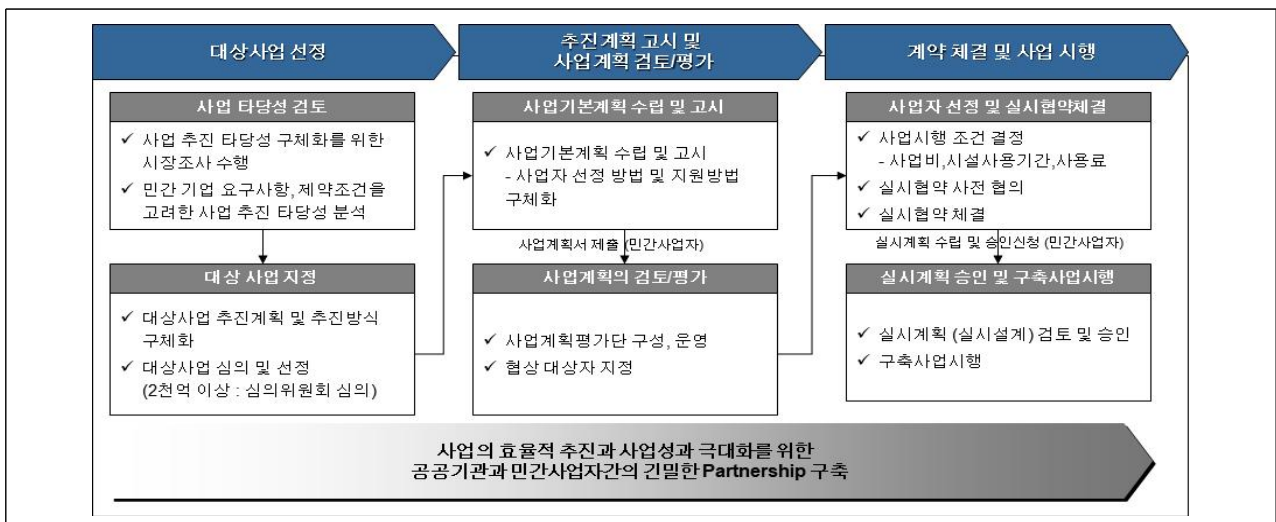 대상사업 선정
추진계획 고시 및
사업계획 검토/평가
계약 체결 및 사업 시행
사업 타당성 검토
✓ 사업 추진 타당성 구체화를 위한
시장조사 수행
✓ 민간 기업 요구사항, 제약조건을
고려한 사업 추진 타당성 분석
대상 사업 지정
✓ 대상사업 추진계획 및 추진방식
구체화
✓ 대상사업 심의 및 선정
(2천억 이상 : 심의위원회 심의)
사업기본계획 수립 및 고시
✓ 사업기본계획 수립 및 고시
- 사업자 선정 방법 및 지원방법
구체화
사업계획서 제출 (민간사업자)
사업계획의 검토/평가
✓ 사업계획평가단 구성, 운영
✓ 협상 대상자 지정
사업자 선정 및 실시협약체결
✓ 사업시행 조건 결정
- 사업비,시설사용기간,사용료
✓ 실시협약 사전 협의
✓ 실시협약 체결
실시계획 수립 및 승인신청 (민간사업자)
실시계획 승인 및 구축사업시행
✓ 실시계획 (실시설계) 검토 및 승인
✓ 구축사업시행
사업의 효율적 추진과 사업성과 극대화를 위한
공공기관과 민간사업자간의 긴밀한 Partnership 구축